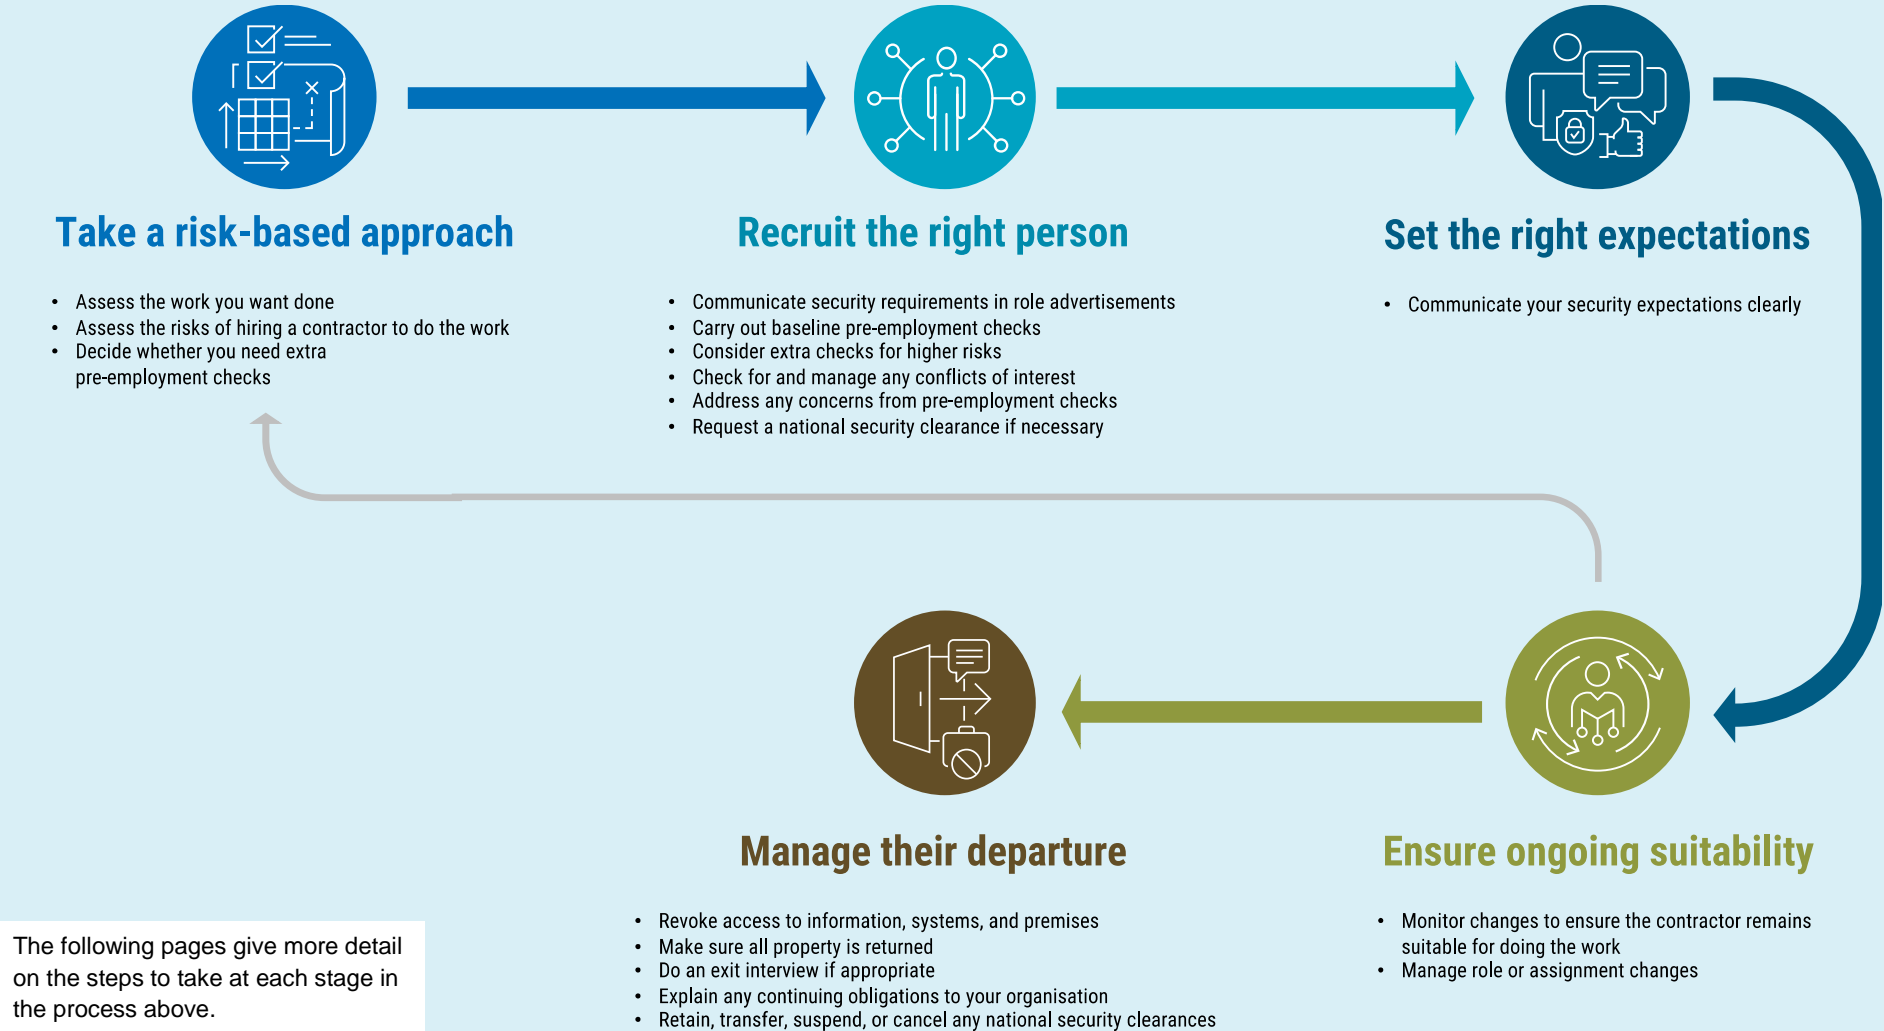 Take a risk-based approach
• Assess the work you want done
• Assess the risks of hiring a contractor to do the work
• Decide whether you need extra
pre-employment checks
Recruit the right person
• Communicate security requirements in role advertisements
• Carry out baseline pre-employment checks
• Consider extra checks for higher risks
• Check for and manage any conflicts of interest
• Address any concerns from pre-employment checks
• Request a national security clearance if necessary
Set the right expectations
• Communicate your security expectations clearly
Ensure ongoing suitability
• Monitor changes to ensure the contractor remains
suitable for doing the work
• Manage role or assignment changes
Manage their departure
• Revoke access to information, systems, and premises
• Make sure all property is returned
• Do an exit interview if appropriate
• Explain any continuing obligations to your organisation
• Retain, transfer, suspend, or cancel any national security clearances
The following pages give more detail
on the steps to take at each stage in
the process above.